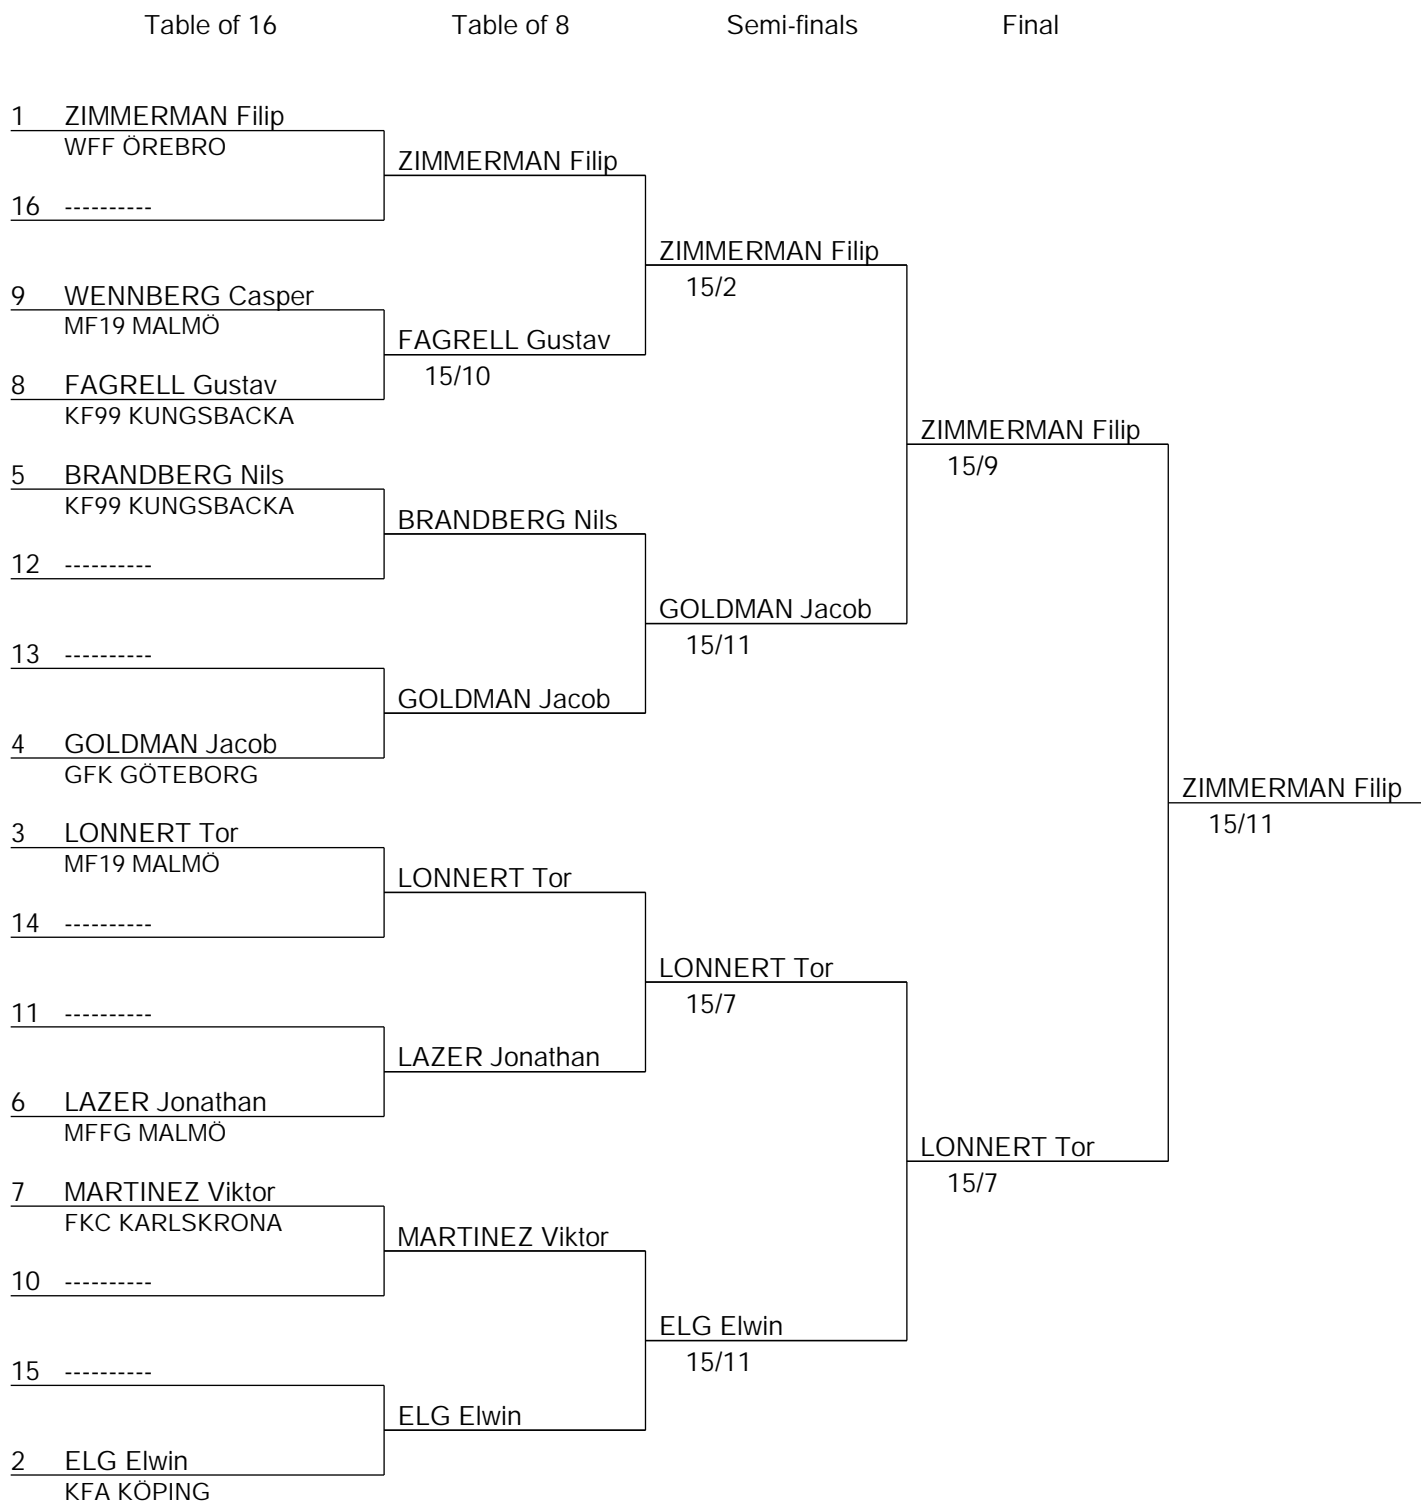 Table of 16 Table of 8 Semi-finals Final
1 ZIMMERMAN Filip
WFF ÖREBRO
ZIMMERMAN Filip
16 ----------
ZIMMERMAN Filip
15/2
9 WENNBERG Casper
MF19 MALMÖ
FAGRELL Gustav
15/10
8 FAGRELL Gustav
KF99 KUNGSBACKA
ZIMMERMAN Filip
15/9
5 BRANDBERG Nils
KF99 KUNGSBACKA
BRANDBERG Nils
12 ----------
GOLDMAN Jacob
15/11
13 ----------
GOLDMAN Jacob
4 GOLDMAN Jacob
GFK GÖTEBORG
ZIMMERMAN Filip
15/11
3 LONNERT Tor
MF19 MALMÖ
LONNERT Tor
14 ----------
LONNERT Tor
15/7
11 ----------
LAZER Jonathan
6 LAZER Jonathan
MFFG MALMÖ
LONNERT Tor
15/7
7 MARTINEZ Viktor
FKC KARLSKRONA
MARTINEZ Viktor
10 ----------
ELG Elwin
15/11
15 ----------
ELG Elwin
2 ELG Elwin
KFA KÖPING